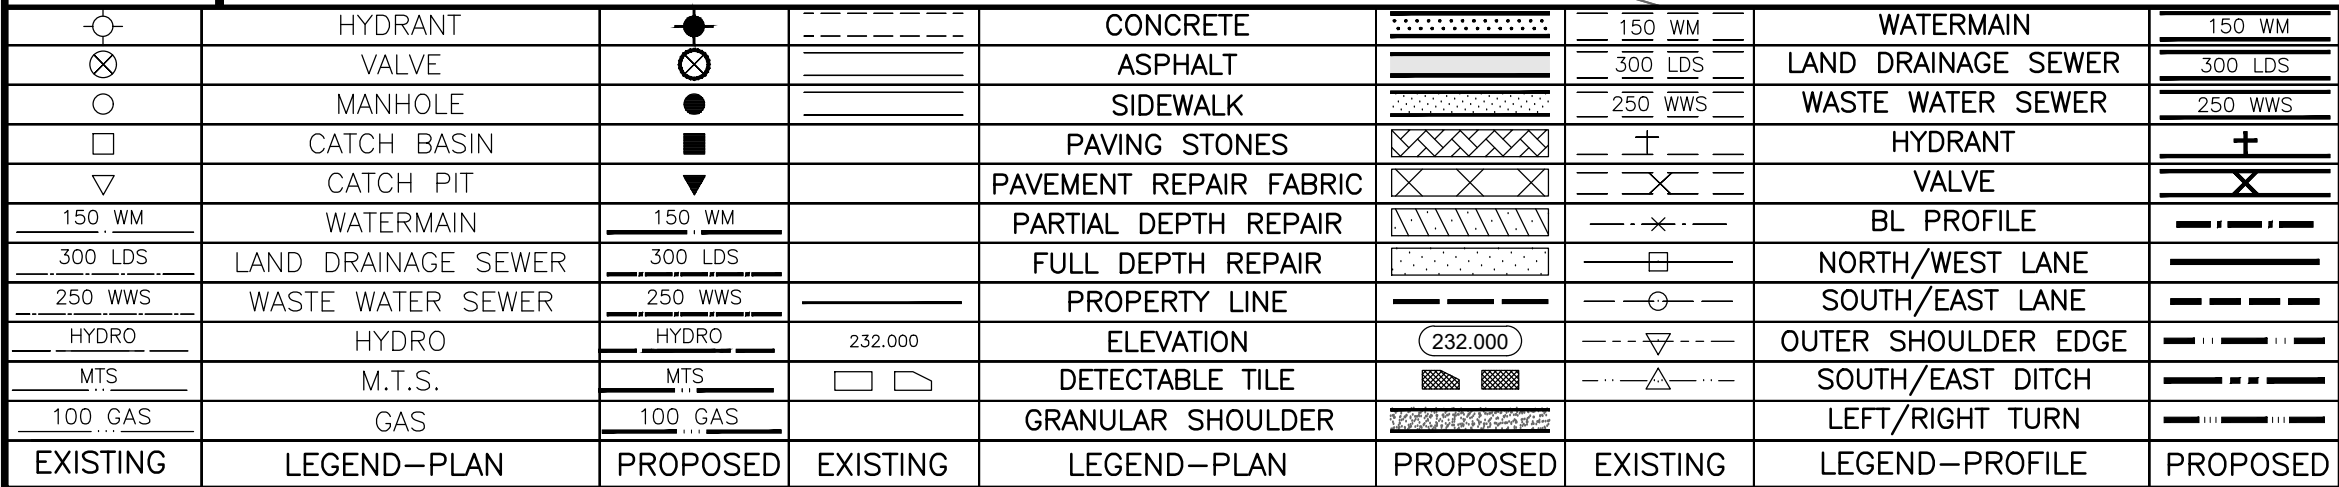 HYDRANT CONCRETE 150 WM WATERMAIN 150 WM
VALVE ASPHALT 300 LDS LAND DRAINAGE SEWER 300 LDS
MANHOLE SIDEWALK 250 WWS WASTE WATER SEWER 250 WWS
CATCH BASIN PAVING STONES HYDRANT
CATCH PIT PAVEMENT REPAIR FABRIC VALVE
150 WM WATERMAIN 150 WM PARTIAL DEPTH REPAIR BL PROFILE
300 LDS LAND DRAINAGE SEWER 300 LDS FULL DEPTH REPAIR NORTH/WEST LANE
250 WWS WASTE WATER SEWER 250 WWS PROPERTY LINE SOUTH/EAST LANE
HYDRO HYDRO HYDRO 232.000 ELEVATION 232.000 OUTER SHOULDER EDGE
MTS M.T.S. MTS DETECTABLE TILE SOUTH/EAST DITCH
100 GAS GAS 100 GAS GRANULAR SHOULDER LEFT/RIGHT TURN
EXISTING LEGEND-PLAN PROPOSED EXISTING LEGEND-PLAN PROPOSED EXISTING LEGEND-PROFILE PROPOSED